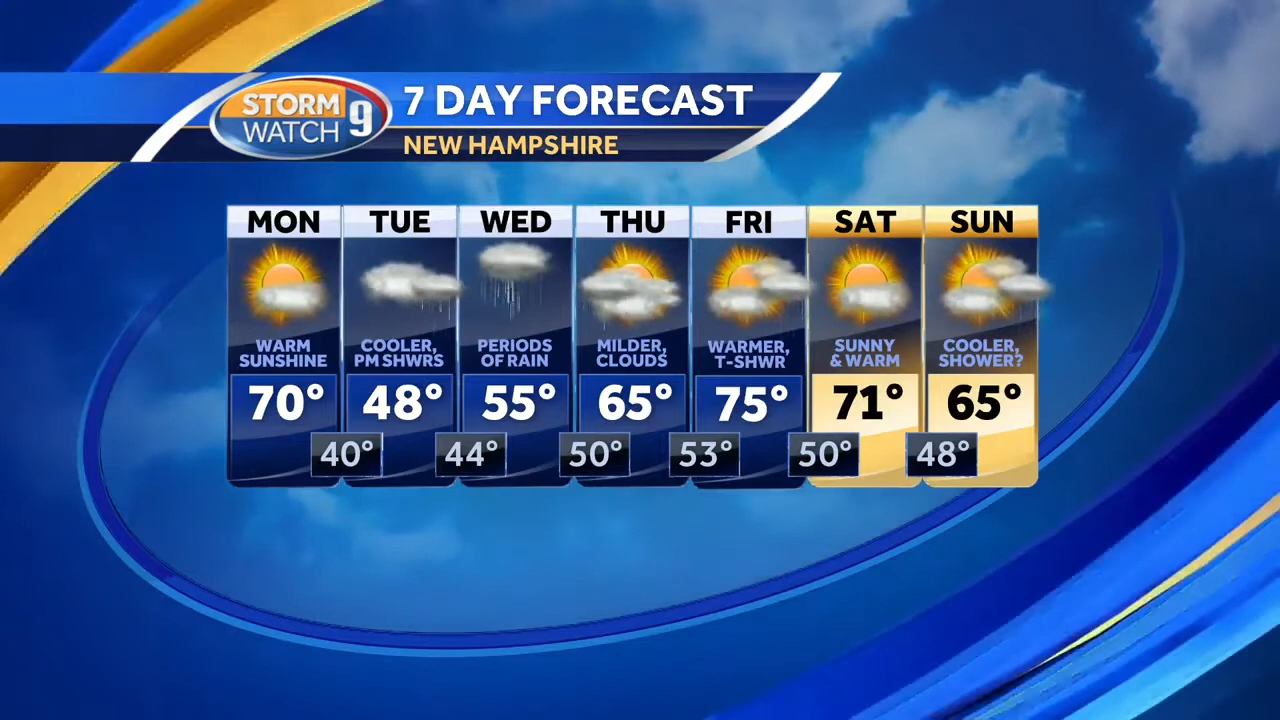 STORM
WATCH 9
7 DAY FORECAST
NEW HAMPSHIRE
MON TUE WED THU FRI SAT SUN
WARM
SUNSHINE
COOLER,
PM SHWRS
PERIODS
OF RAIN
MILDER,
CLOUDS
WARMER,
T-SHWR
SUNNY
& WARM
COOLER,
SHOWER?
70° 48° 55° 65° 75° 71° 65°
40° 44° 50° 53° 50° 48°